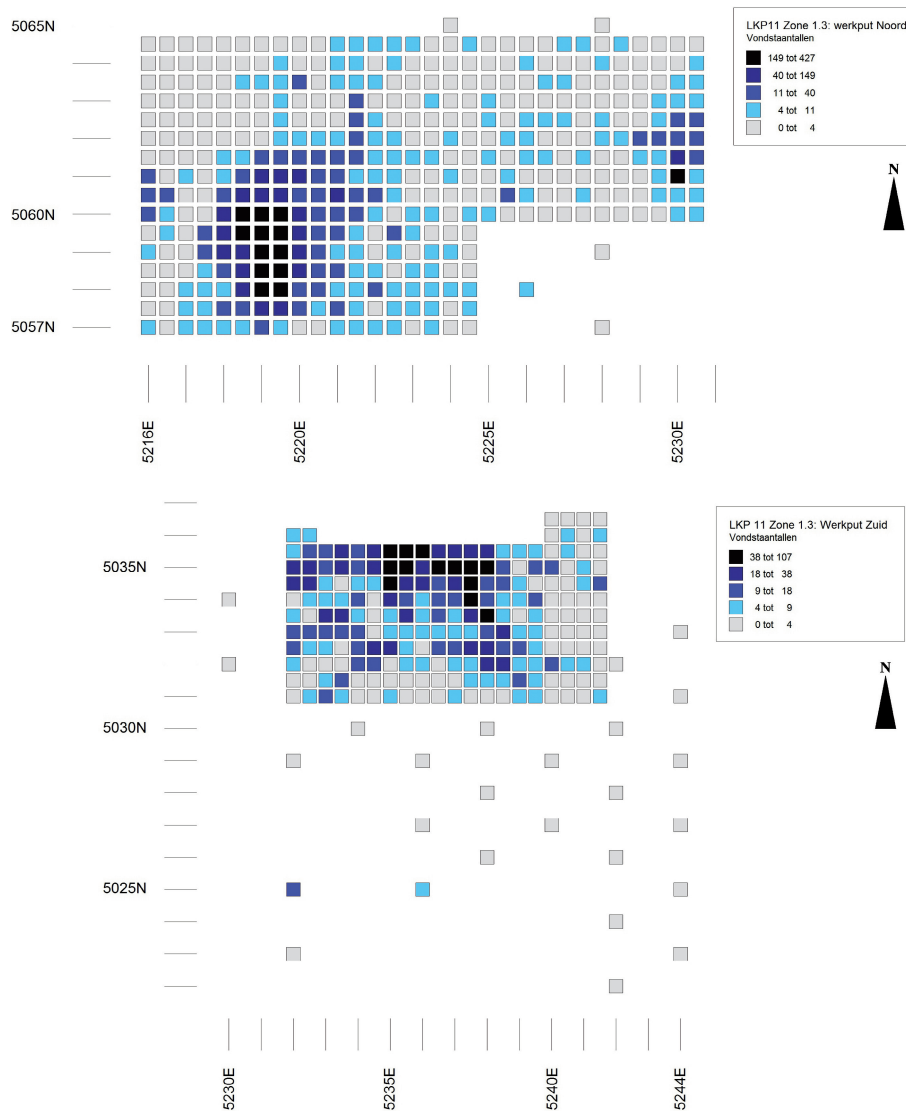 5065N
5060N
5057N
5216E
5220E
5225E
5230E
LKP11 Zone 1.3: werkput Noord
Vondstaantallen
149 tot 427
40 tot 149
11 tot 40
4 tot 11
0 tot 4
N
5035N
5030N
5025N
5230E
5235E
5240E
5244E
LKP 11 Zone 1.3: Werkput Zuid
Vondstaantallen
38 tot 107
18 tot 38
9 tot 18
4 tot 9
0 tot 4
N